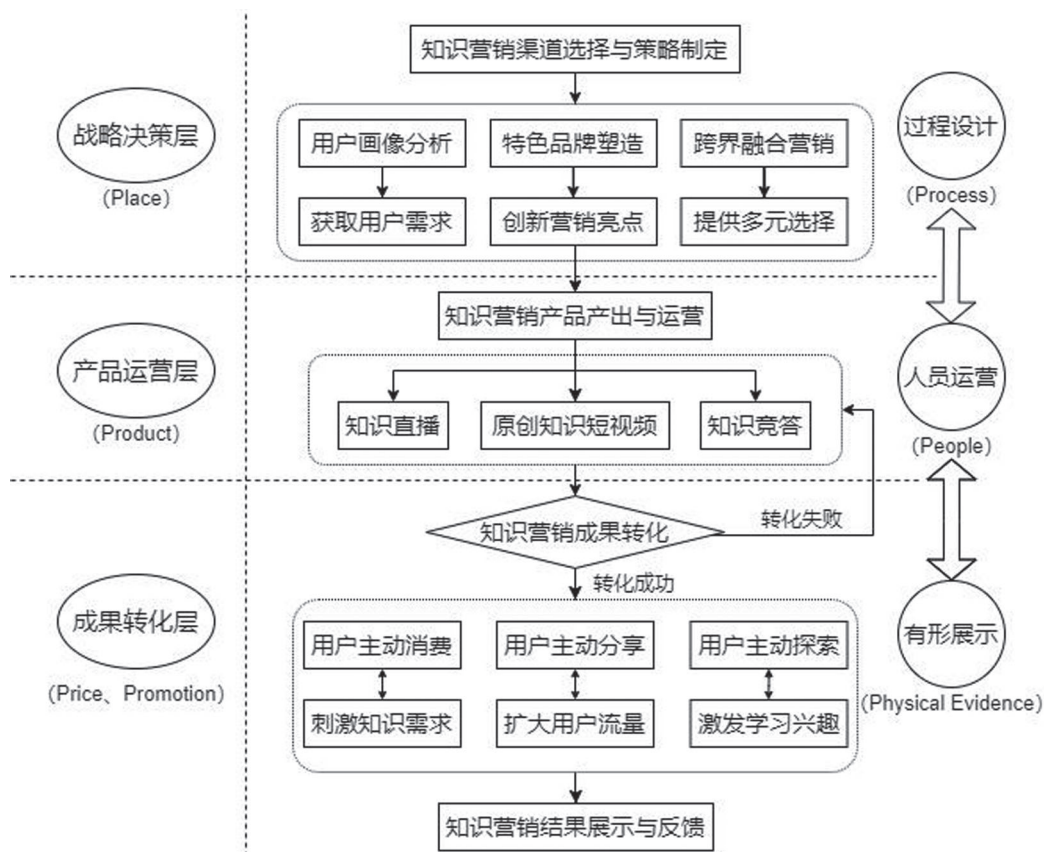 知识营销渠道选择与策略制定
战略决策层
(Place)
用户画像分析
特色品牌塑造
跨界融合营销
获取用户需求
创新营销亮点
提供多元选择
过程设计
(Process)
知识营销产品产出与运营
产品运营层
(Product)
知识直播
原创知识短视频
知识竞答
人员运营
(People)
知识营销成果转化
转化失败
转化成功
成果转化层
(Price、Promotion)
用户主动消费
用户主动分享
用户主动探索
刺激知识需求
扩大用户流量
激发学习兴趣
有形展示
(Physical Evidence)
知识营销结果展示与反馈